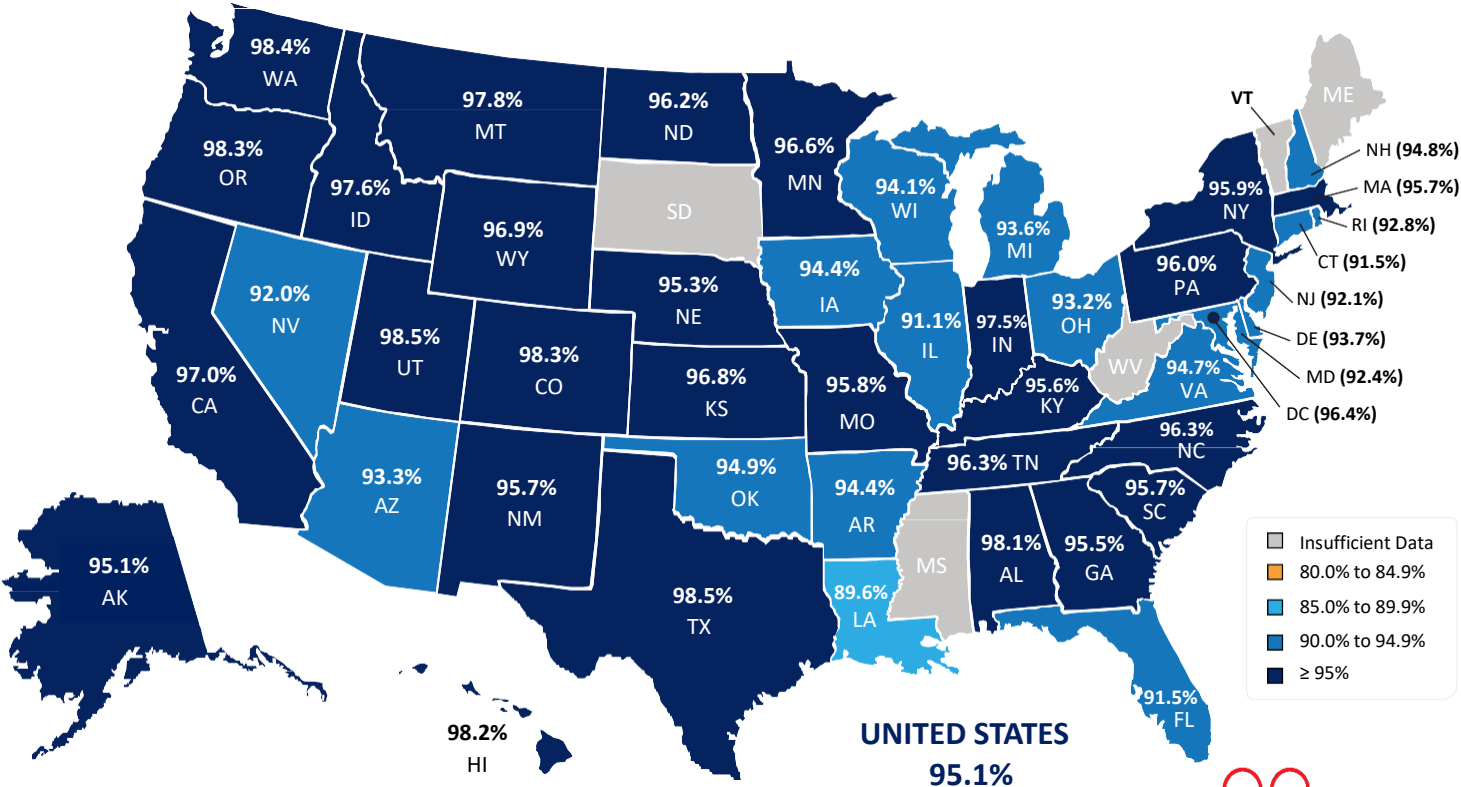 98.4%
WA
98.3%
OR
97.6%
ID
97.8%
MT
96.2%
ND
96.6%
MN
SD
96.9%
WY
95.3%
NE
94.1%
WI
93.6%
MI
94.4%
IA
92.0%
NV
98.5%
UT
98.3%
CO
97.0%
CA
96.8%
KS
95.8%
MO
91.1%
IL
97.5%
IN
93.2%
OH
95.6%
KY
WV
94.7%
VA
96.0%
PA
95.9%
NY
VT
ME
NH (94.8%)
MA (95.7%)
RI (92.8%)
CT (91.5%)
NJ (92.1%)
DE (93.7%)
MD (92.4%)
DC (96.4%)
96.3%
NC
96.3% TN
95.7%
SC
93.3%
AZ
95.7%
NM
94.9%
OK
94.4%
AR
MS
98.1%
AL
95.5%
GA
89.6%
LA
98.5%
TX
91.5%
FL
95.1%
AK
98.2%
HI
Insufficient Data
80.0% to 84.9%
85.0% to 89.9%
90.0% to 94.9%
≥ 95%
UNITED STATES
95.1%